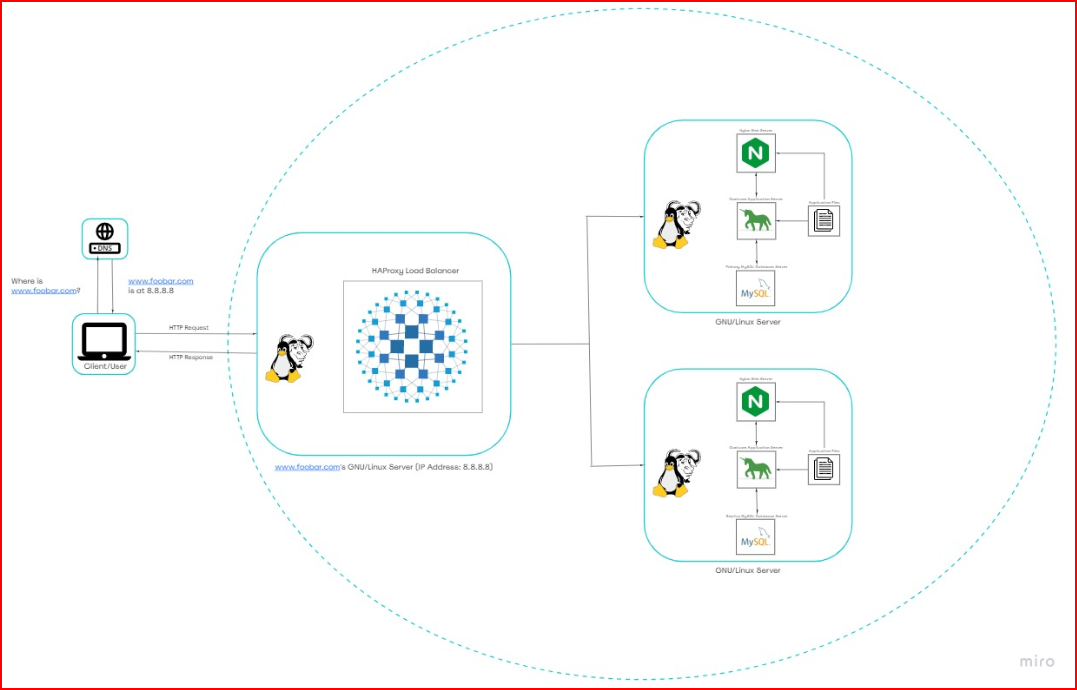 DNS
Where is
www.foobar.com?
www.foobar.com
is at 8.8.8.8
Client/User
HTTP Request
HTTP Response
HAProxy Load Balancer
www.foobar.com's GNU/Linux Server (IP Address: 8.8.8.8)
Nginx Web Server
N
Application Files
Unicorn Application Server
Primary MySQL Database Server
MySQL
GNU/Linux Server
Nginx Web Server
N
Application Files
Unicorn Application Server
Replica MySQL Database Server
MySQL
GNU/Linux Server
miro